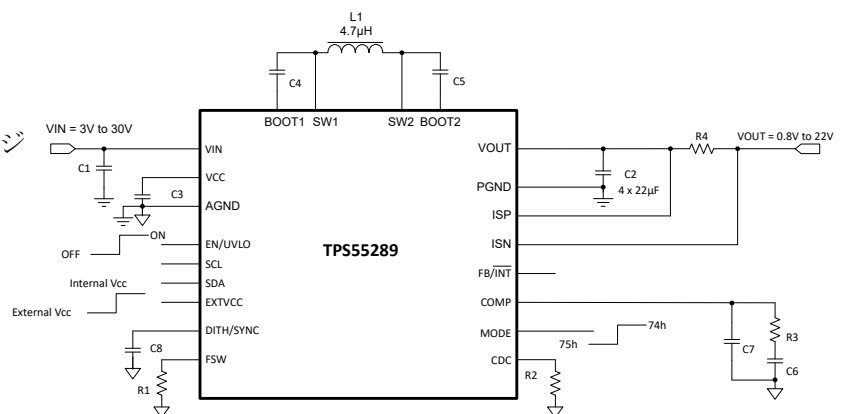 L1
4.7µH
C4
C5
BOOT1 SW1
SW2 BOOT2
ジ
VIN = 3V to 30V
C1
VIN
VCC
C3
AGND
ON
OFF
EN/UVLO
SCL
Internal Vcc
SDA
External Vcc
EXTVCC
DITH/SYNC
C8
FSW
R1
TPS55289
VOUT
R4
VOUT = 0.8V to 22V
C2
4 x 22µF
PGND
ISP
ISN
FB/INT
COMP
MODE
74h
75h
CDC
R2
C7
R3
C6